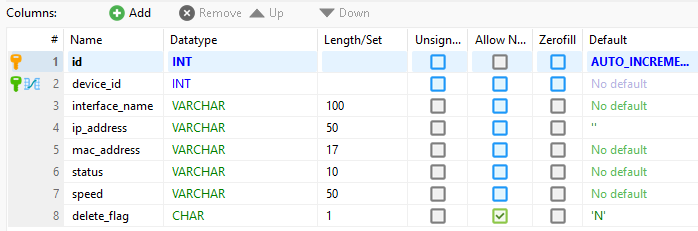 Columns: Add Remove Up Down
# Name Datatype Length/Set Unsign... Allow N... Zerofill Default
1 id INT AUTO_INCREME...
2 device_id INT No default
3 interface_name VARCHAR 100 No default
4 ip_address VARCHAR 50 ''
5 mac_address VARCHAR 17 No default
6 status VARCHAR 10 No default
7 speed VARCHAR 50 No default
8 delete_flag CHAR 1 'N'